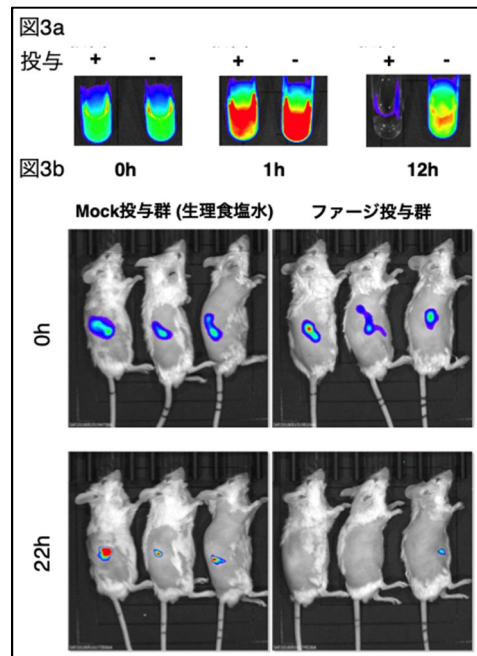 図3a
投与 + - + - + -
図3b 0h 1h 12h
Mock投与群 (生理食塩水) ファージ投与群
0h
22h